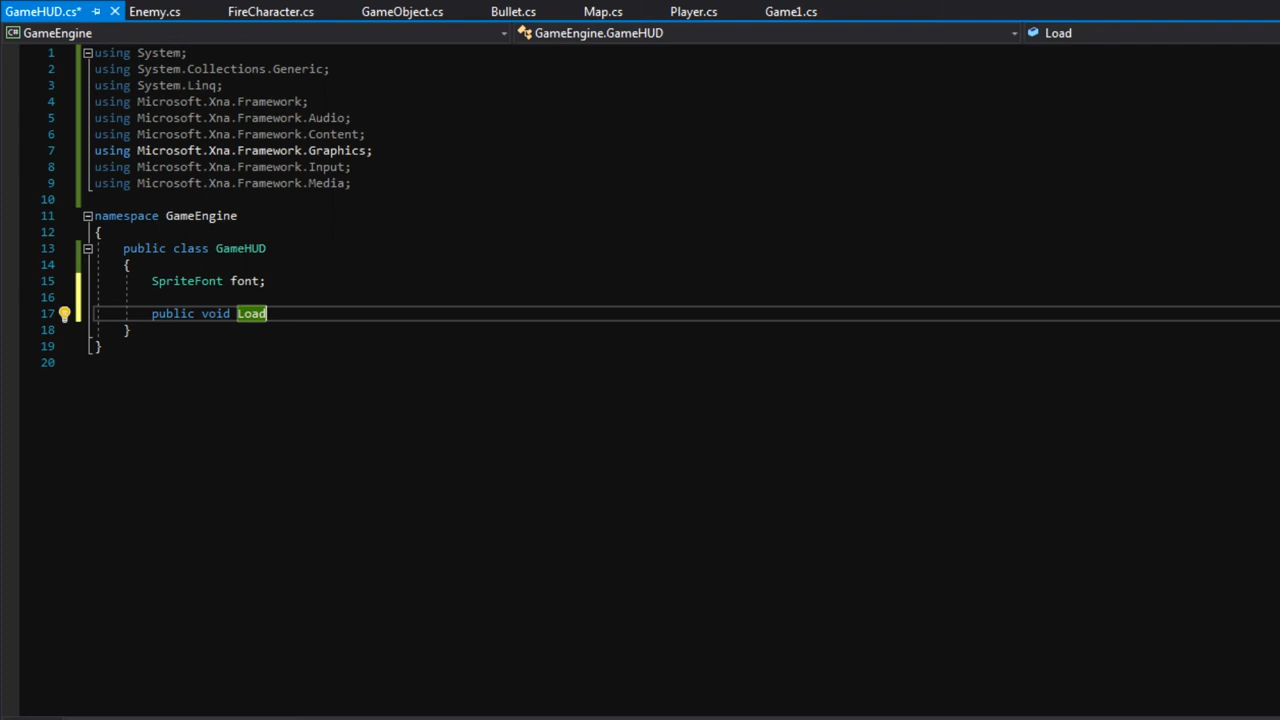 GameHUD.cs* Enemy.cs FireCharacter.cs GameObject.cs Bullet.cs Map.cs Player.cs Game1.cs
C# GameEngine GameEngine.GameHUD Load
1 using System;
2 using System.Collections.Generic;
3 using System.Linq;
4 using Microsoft.Xna.Framework;
5 using Microsoft.Xna.Framework.Audio;
6 using Microsoft.Xna.Framework.Content;
7 using Microsoft.Xna.Framework.Graphics;
8 using Microsoft.Xna.Framework.Input;
9 using Microsoft.Xna.Framework.Media;
10
11 namespace GameEngine
12 {
13 public class GameHUD
14 {
15 SpriteFont font;
16
17 public void Load
18 }
19 }
20